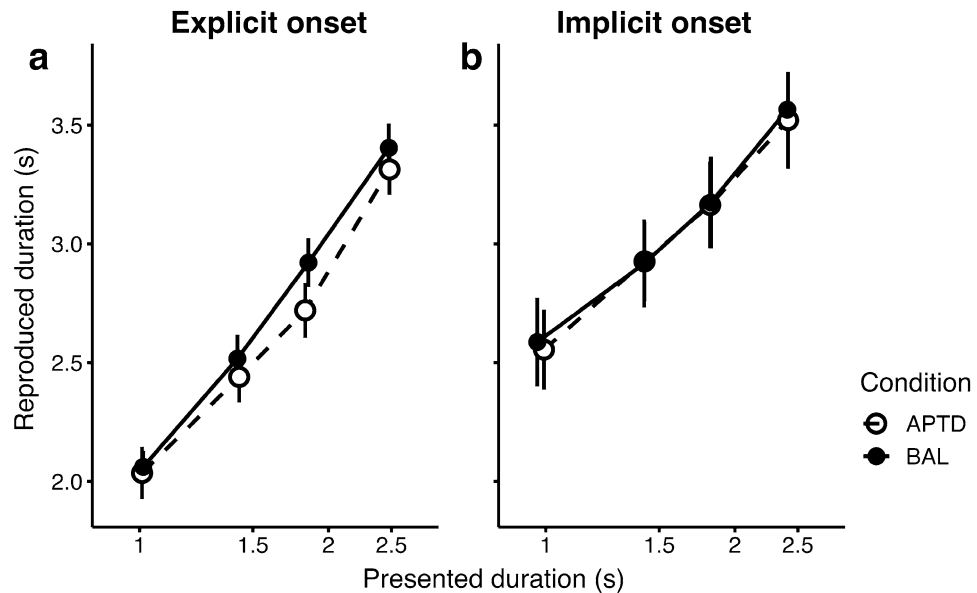 Explicit onset
Implicit onset
a
b
Reproduced duration (s)
3.5
3.0
2.5
2.0
1
1.5
2
2.5
1
1.5
2
2.5
Presented duration (s)
Condition
APTD
BAL